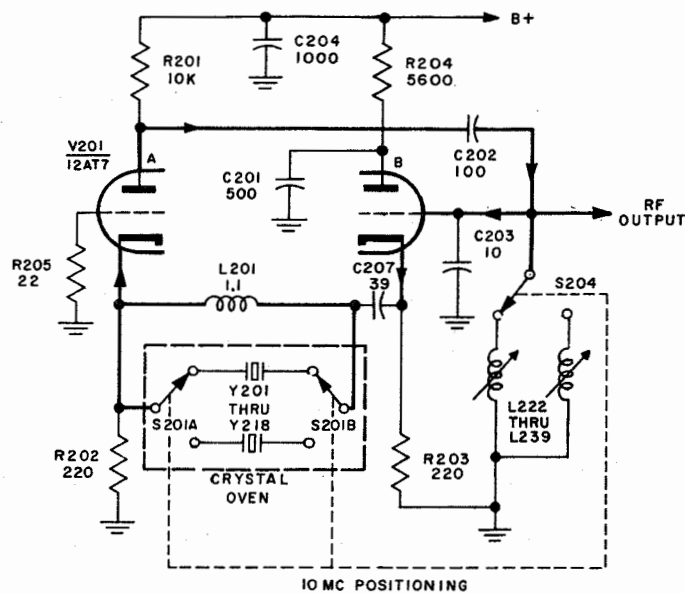 B+
R201
10K
C204
1000
R204
5600
V201
12AT7
A
B
C202
100
C201
500
RF
OUTPUT
C203
10
R205
22
L201
1.1
C207
39
S204
Y201
THRU
Y218
S201A
S201B
L222
THRU
L239
R202
220
R203
220
CRYSTAL
OVEN
10 MC POSITIONING